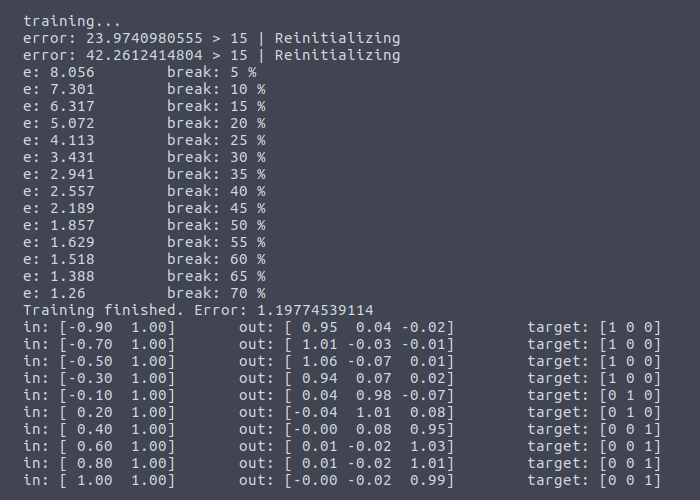 training...
error: 23.9740980555 > 15 | Reinitializing
error: 42.2612414804 > 15 | Reinitializing
e: 8.056        break: 5 %
e: 7.301        break: 10 %
e: 6.317        break: 15 %
e: 5.072        break: 20 %
e: 4.113        break: 25 %
e: 3.431        break: 30 %
e: 2.941        break: 35 %
e: 2.557        break: 40 %
e: 2.189        break: 45 %
e: 1.857        break: 50 %
e: 1.629        break: 55 %
e: 1.518        break: 60 %
e: 1.388        break: 65 %
e: 1.26         break: 70 %
Training finished. Error: 1.19774539114
in: [-0.90  1.00]       out: [ 0.95  0.04 -0.02]        target: [1 0 0]
in: [-0.70  1.00]       out: [ 1.01 -0.03 -0.01]        target: [1 0 0]
in: [-0.50  1.00]       out: [ 1.06 -0.07  0.01]        target: [1 0 0]
in: [-0.30  1.00]       out: [ 0.94  0.07  0.02]        target: [1 0 0]
in: [-0.10  1.00]       out: [ 0.04  0.98 -0.07]        target: [0 1 0]
in: [ 0.20  1.00]       out: [-0.04  1.01  0.08]        target: [0 1 0]
in: [ 0.40  1.00]       out: [-0.00  0.08  0.95]        target: [0 0 1]
in: [ 0.60  1.00]       out: [ 0.01 -0.02  1.03]        target: [0 0 1]
in: [ 0.80  1.00]       out: [ 0.01 -0.02  1.01]        target: [0 0 1]
in: [ 1.00  1.00]       out: [-0.00 -0.02  0.99]        target: [0 0 1]